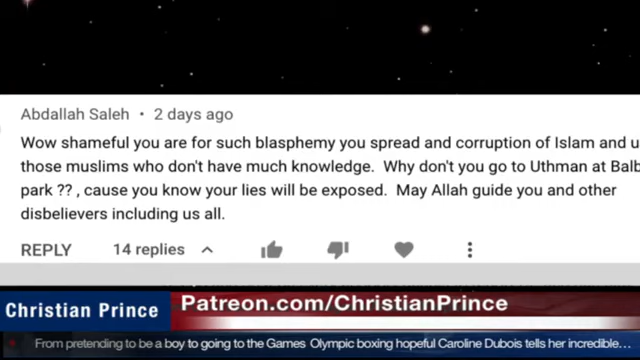 Abdallah Saleh • 2 days ago
Wow shameful you are for such blasphemy you spread and corruption of Islam and
those muslims who don't have much knowledge. Why don't you go to Uthman at
park ?? , cause you know your lies will be exposed. May Allah guide you and other
disbelievers including us all.
REPLY 14 replies
Patreon.com/ChristianPrince
Christian Prince
From pretending to be a boy to going to the Games Olympic boxing hopeful Caroline Dubois tells her incredible...